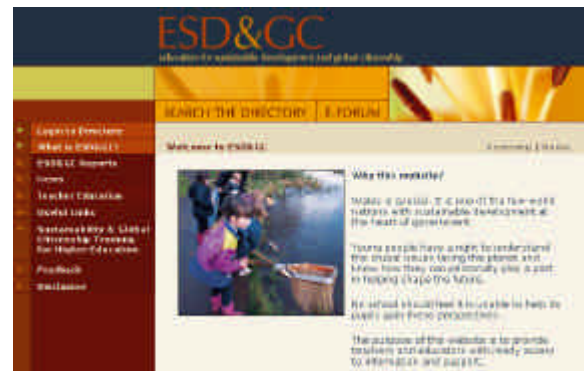 ESD&GC
education for sustainable development and global citizenship
SEARCH THE DIRECTORY
E-FORUM
Login to Directory
What is ESD&GC?
ESD&GC Reports
News
Teacher Education
Useful Links
Sustainability & Global
Citizenship Training
for Higher Education
Feedback
Disclaimer
Welcome to ESD&GC
Why this website?
Wales is special. It is one of the few world
nations with sustainable development at
the heart of government.
Young people have a right to understand
the crucial issues facing the planet and
know how they can personally play a part
in helping shape the future.
No school should feel it is unable to help its
pupils gain these perspectives.
The purpose of the website is to provide
teachers and educators with ready access
to information and support.